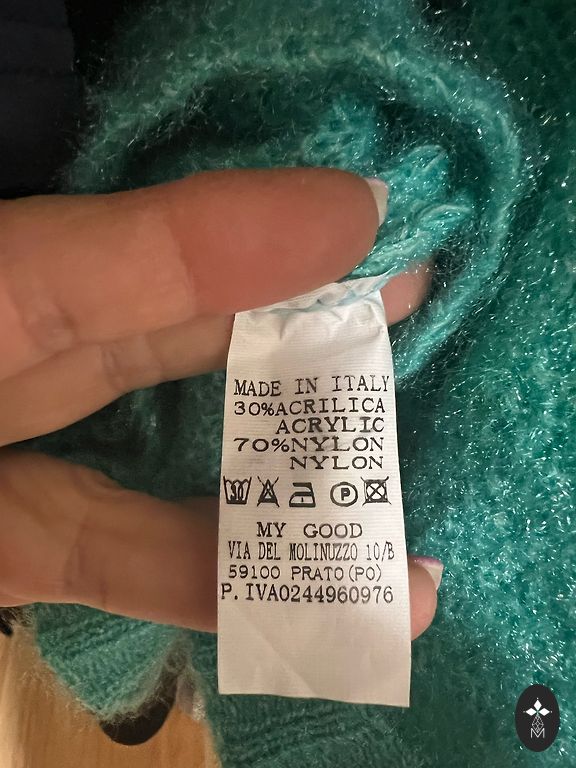 MADE IN ITALY
30%ACRILICA
ACRYLIC
70%NYLON
NYLON
30 P
MY GOOD
VIA DEL MOLINUZZO 10/B
59100 PRATO(PO)
P.IVA0244960976
M